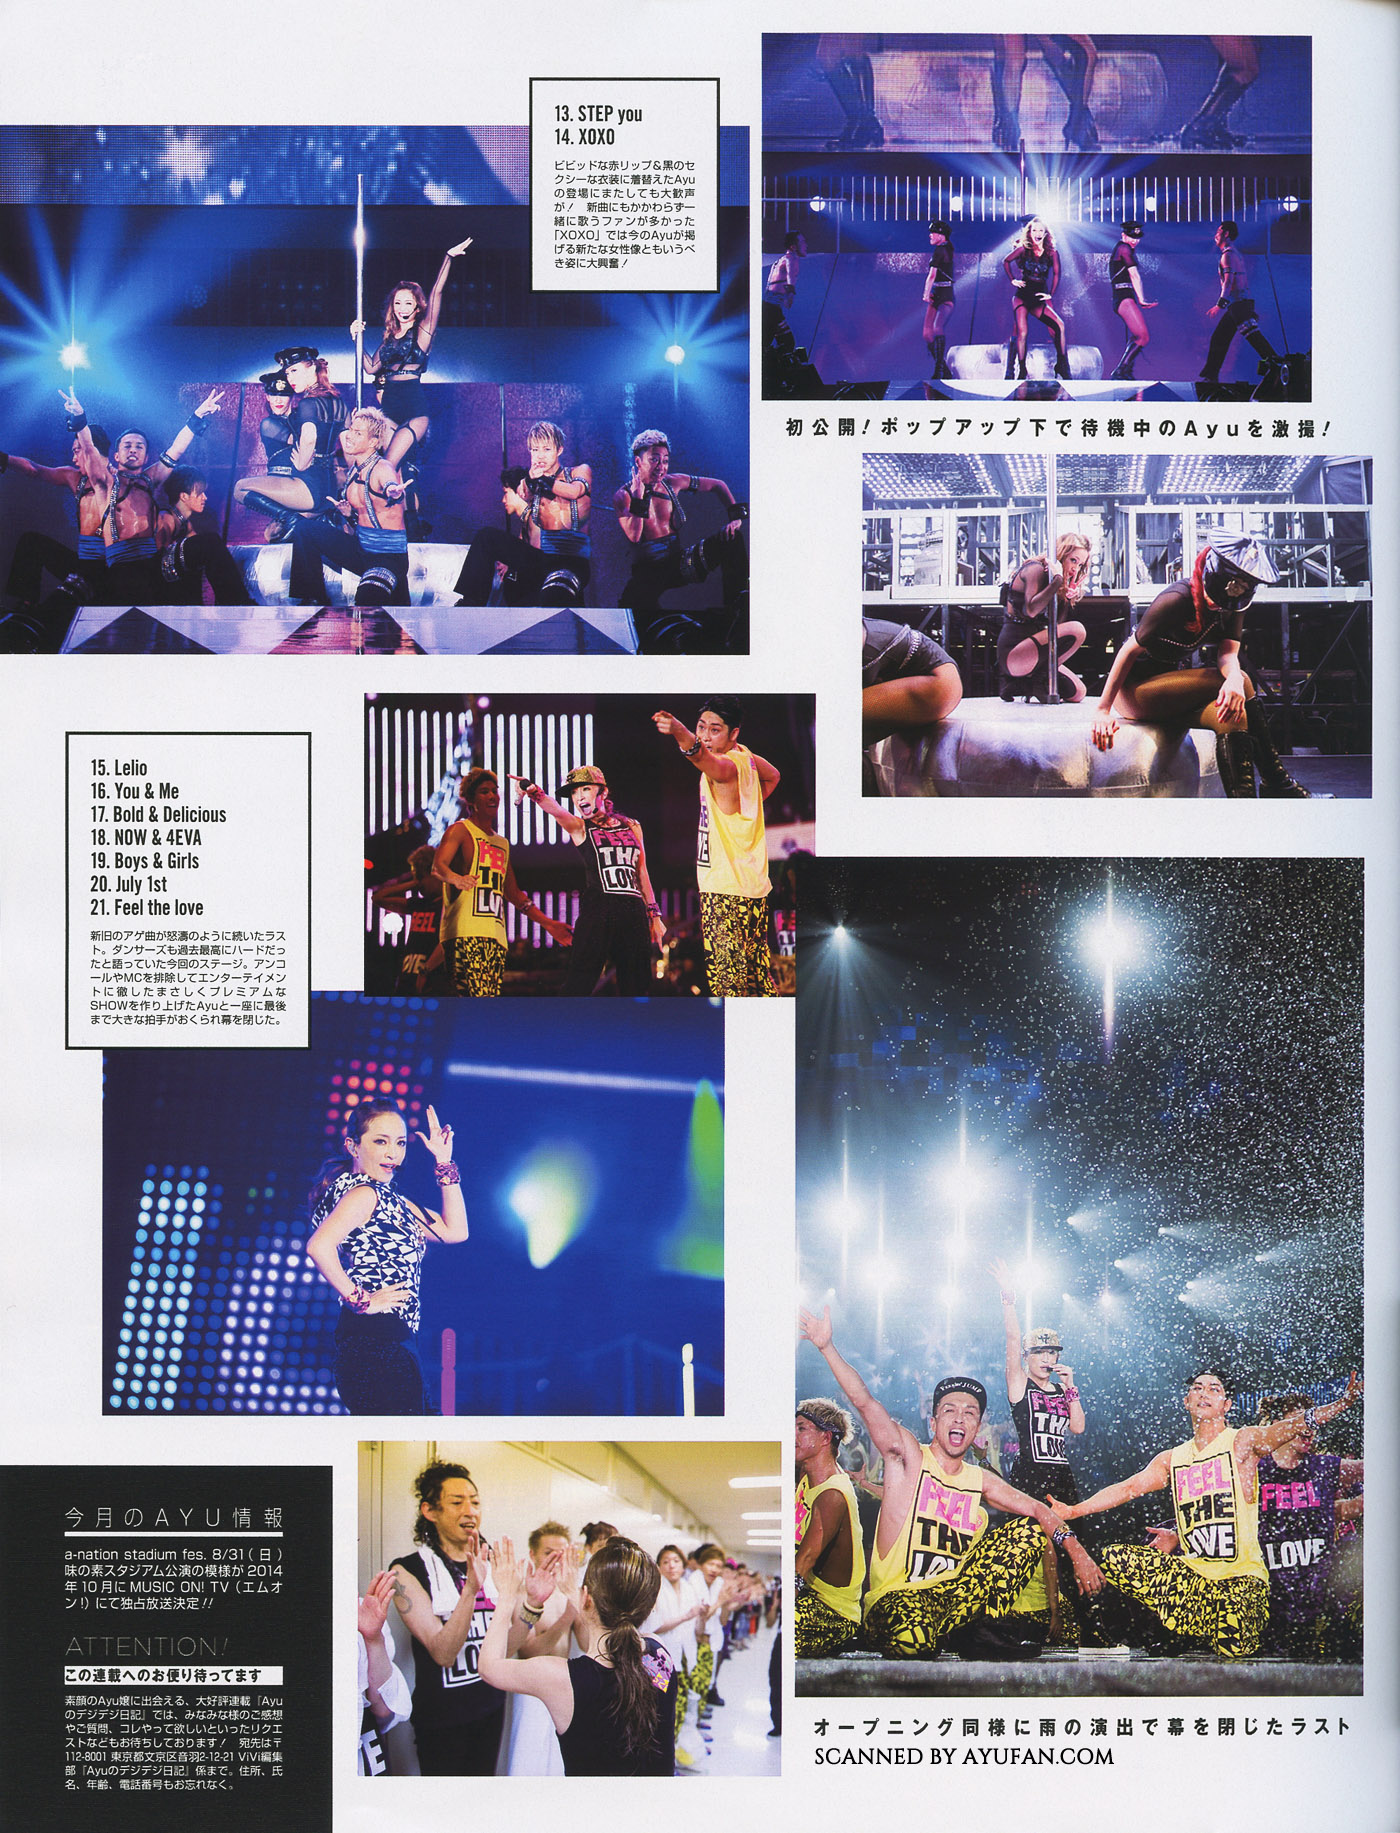 13. STEP you
14. XOXO
ビビッドな赤リップ&黒のセ
クシーな衣装に着替えたAyu
の登場にまたしても大歓声
が! 新曲にもかかわらず一
緒に歌うファンが多かった
「XOXO」では今のAyuが掲
げる新たな女性像ともいうべ
き姿に大興奮!
初公開!ポップアップ下で待機中のAyuを激撮!
15. Lelio
16. You & Me
17. Bold & Delicious
18. NOW & 4EVA
19. Boys & Girls
20. July 1st
21. Feel the love
新旧のアゲ曲が怒濤のように続いたラス
ト。ダンサーズも過去最高にハードだっ
たと語っていた今回のステージ。アンコ
ールやMCを排除してエンターテイメン
トに徹したまさしくプレミアムな
SHOWを作り上げたAyuと一座に最後
まで大きな拍手がおくられ幕を閉じた。
FEEL
THE
LOVE
FEEL
THE
LOVE
FEEL
THE
LOVE
FEEL
THE
LOVE
FEEL
THE
LOVE
FEEL
LOVE
今月のAYU情報
a-nation stadium fes. 8/31(日)
味の素スタジアム公演の模様が2014
年10月にMUSIC ON! TV(エムオ
ン!)にて独占放送決定!!
ATTENTION!
この連載へのお便り待ってます
素顔のAyu嬢に出会える、大好評連載『Ayu
のデジデジ日記』では、みなみな様のご感想
やご質問、コレやって欲しいといったリクエ
ストなどもお待ちしております! 宛先は〒
112-8001 東京都文京区音羽2-12-21 ViVi編集
部『Ayuのデジデジ日記』係まで。住所、氏
名、年齢、電話番号もお忘れなく。
オープニング同様に雨の演出で幕を閉じたラスト
SCANNED BY AYUFAN.COM